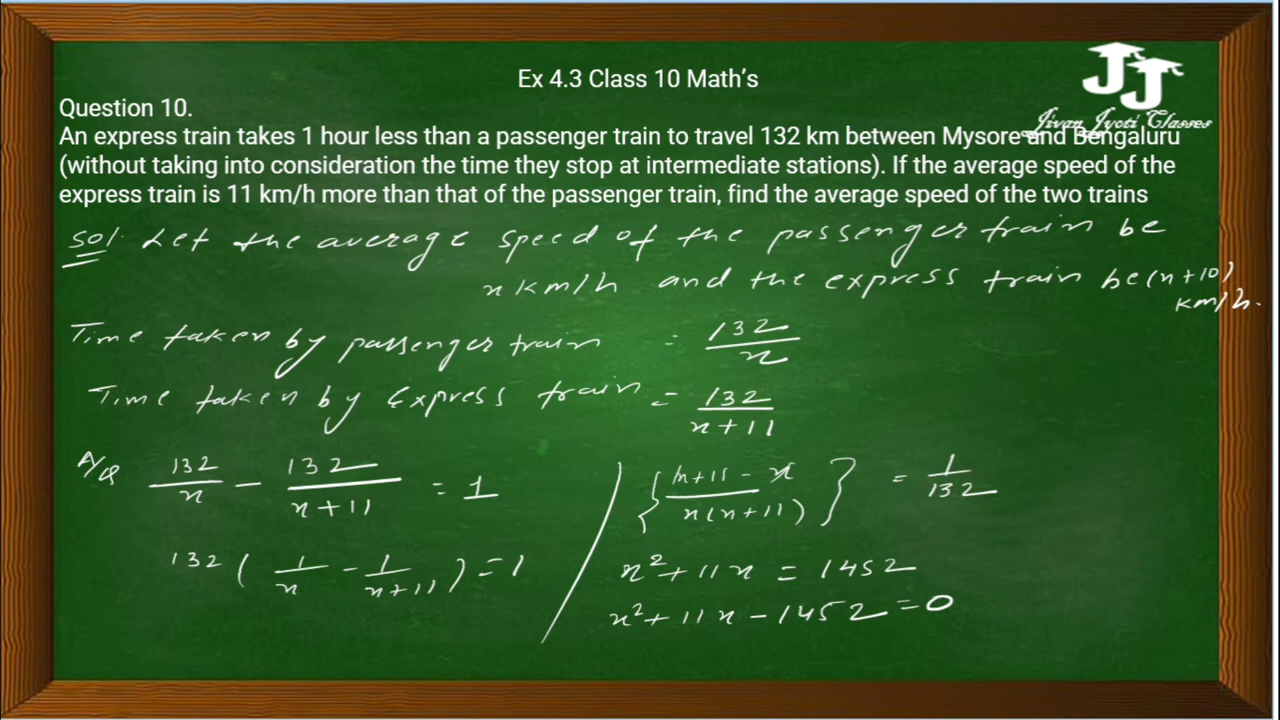 JJ
Jivan Jyoti Classes
Ex 4.3 Class 10 Math’s
Question 10.
An express train takes 1 hour less than a passenger train to travel 132 km between Mysore and Bengaluru
(without taking into consideration the time they stop at intermediate stations). If the average speed of the
express train is 11 km/h more than that of the passenger train, find the average speed of the two trains
Sol. Let the average speed of the passenger train be
x km/h and the express train be (x+10)
km/h.
Time taken by passenger train = 132/x
Time taken by Express train = 132/(x+11)
A/Q 132/x - 132/(x+11) = 1
132 (1/x - 1/(x+11)) = 1
{(x+11-x)/(x(x+11))} = 1/132
x²+11x = 1452
x²+11x-1452=0